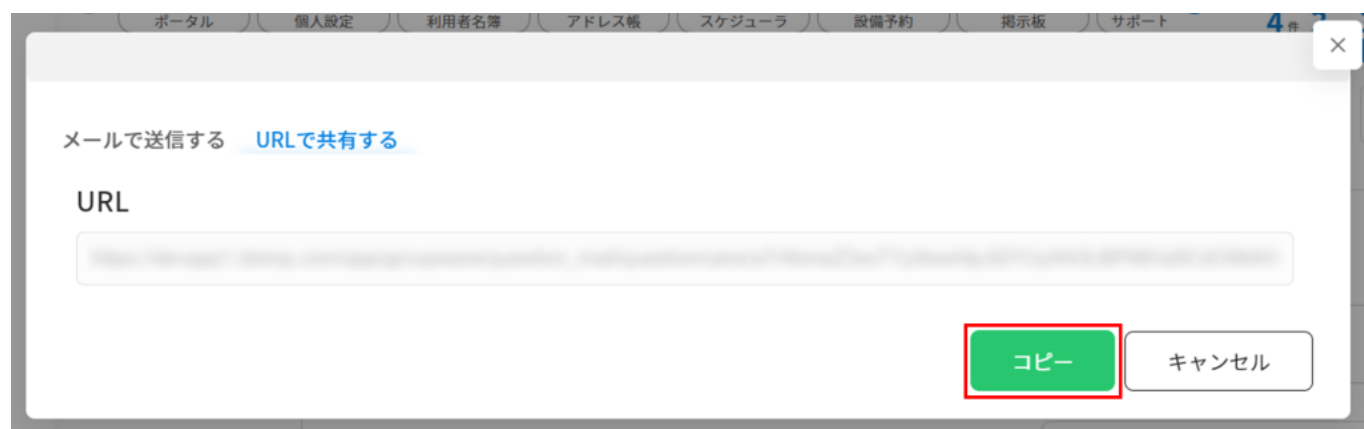 ポータル 個人設定 利用者名簿 アドレス帳 スケジューラ 設備予約 掲示板 サポート 4件
×
メールで送信する URLで共有する
URL
コピー キャンセル